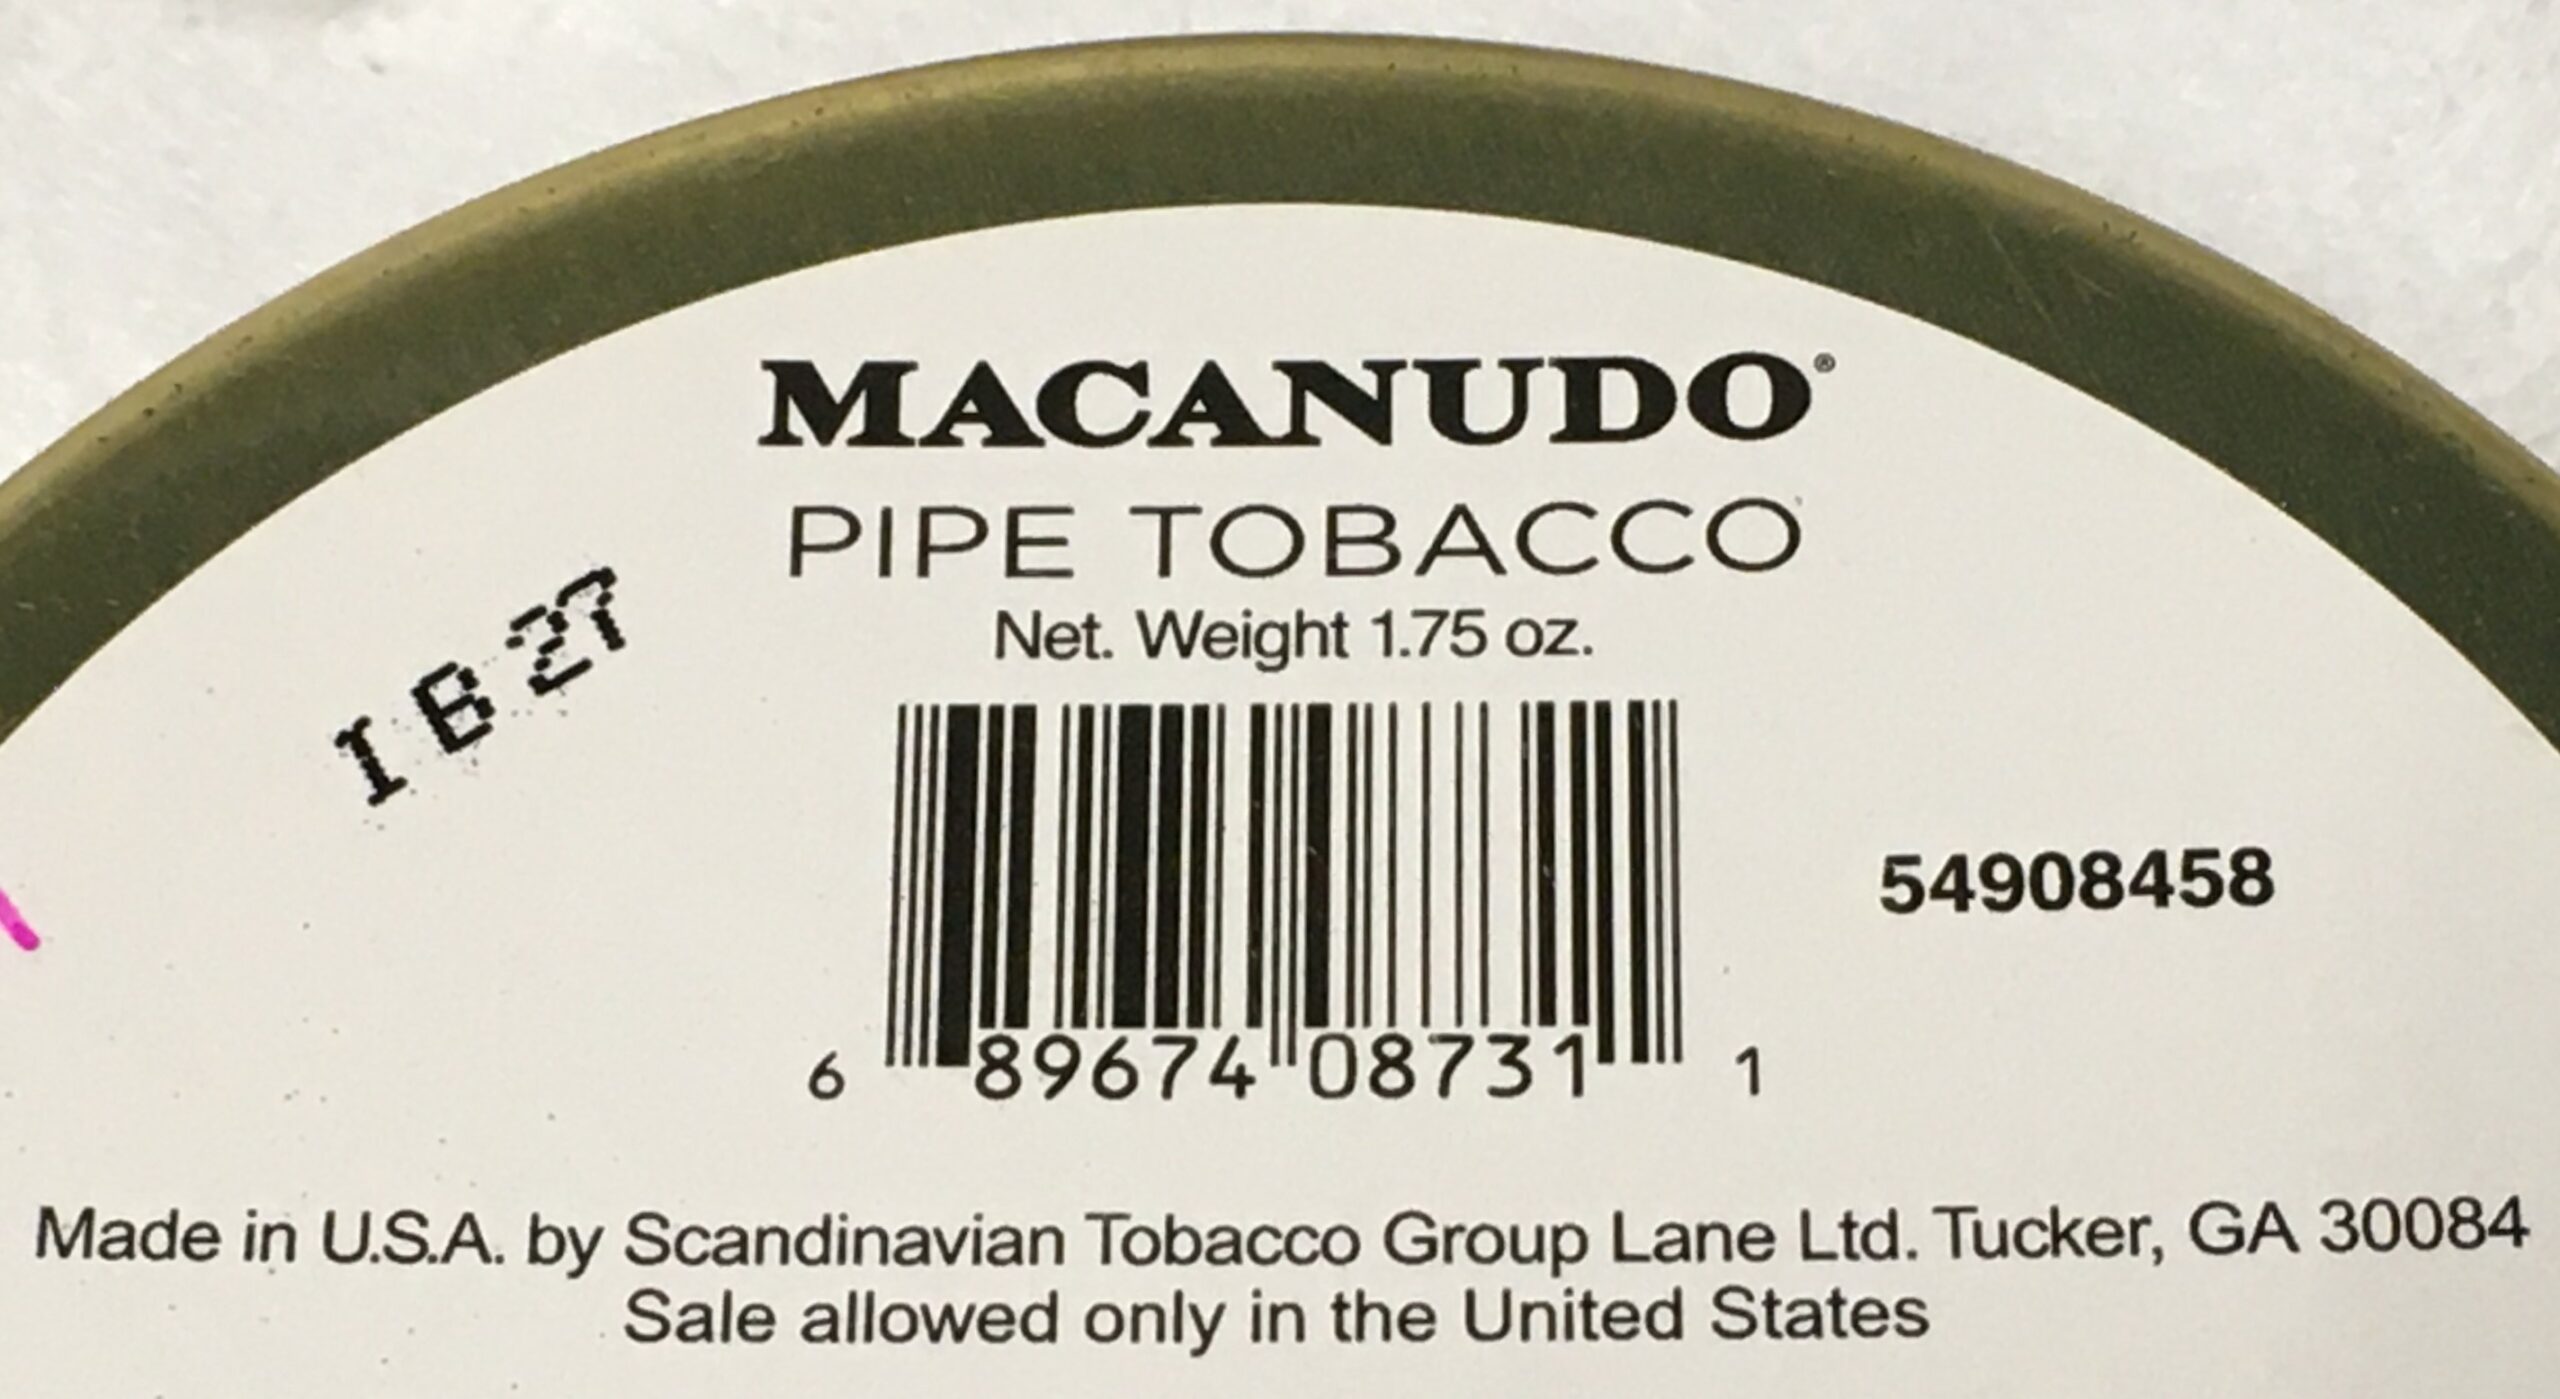 MACANUDO®
PIPE TOBACCO
Net. Weight 1.75 oz.
I B 27
54908458
6 89674 08731 1
Made in U.S.A. by Scandinavian Tobacco Group Lane Ltd. Tucker, GA 30084
Sale allowed only in the United States